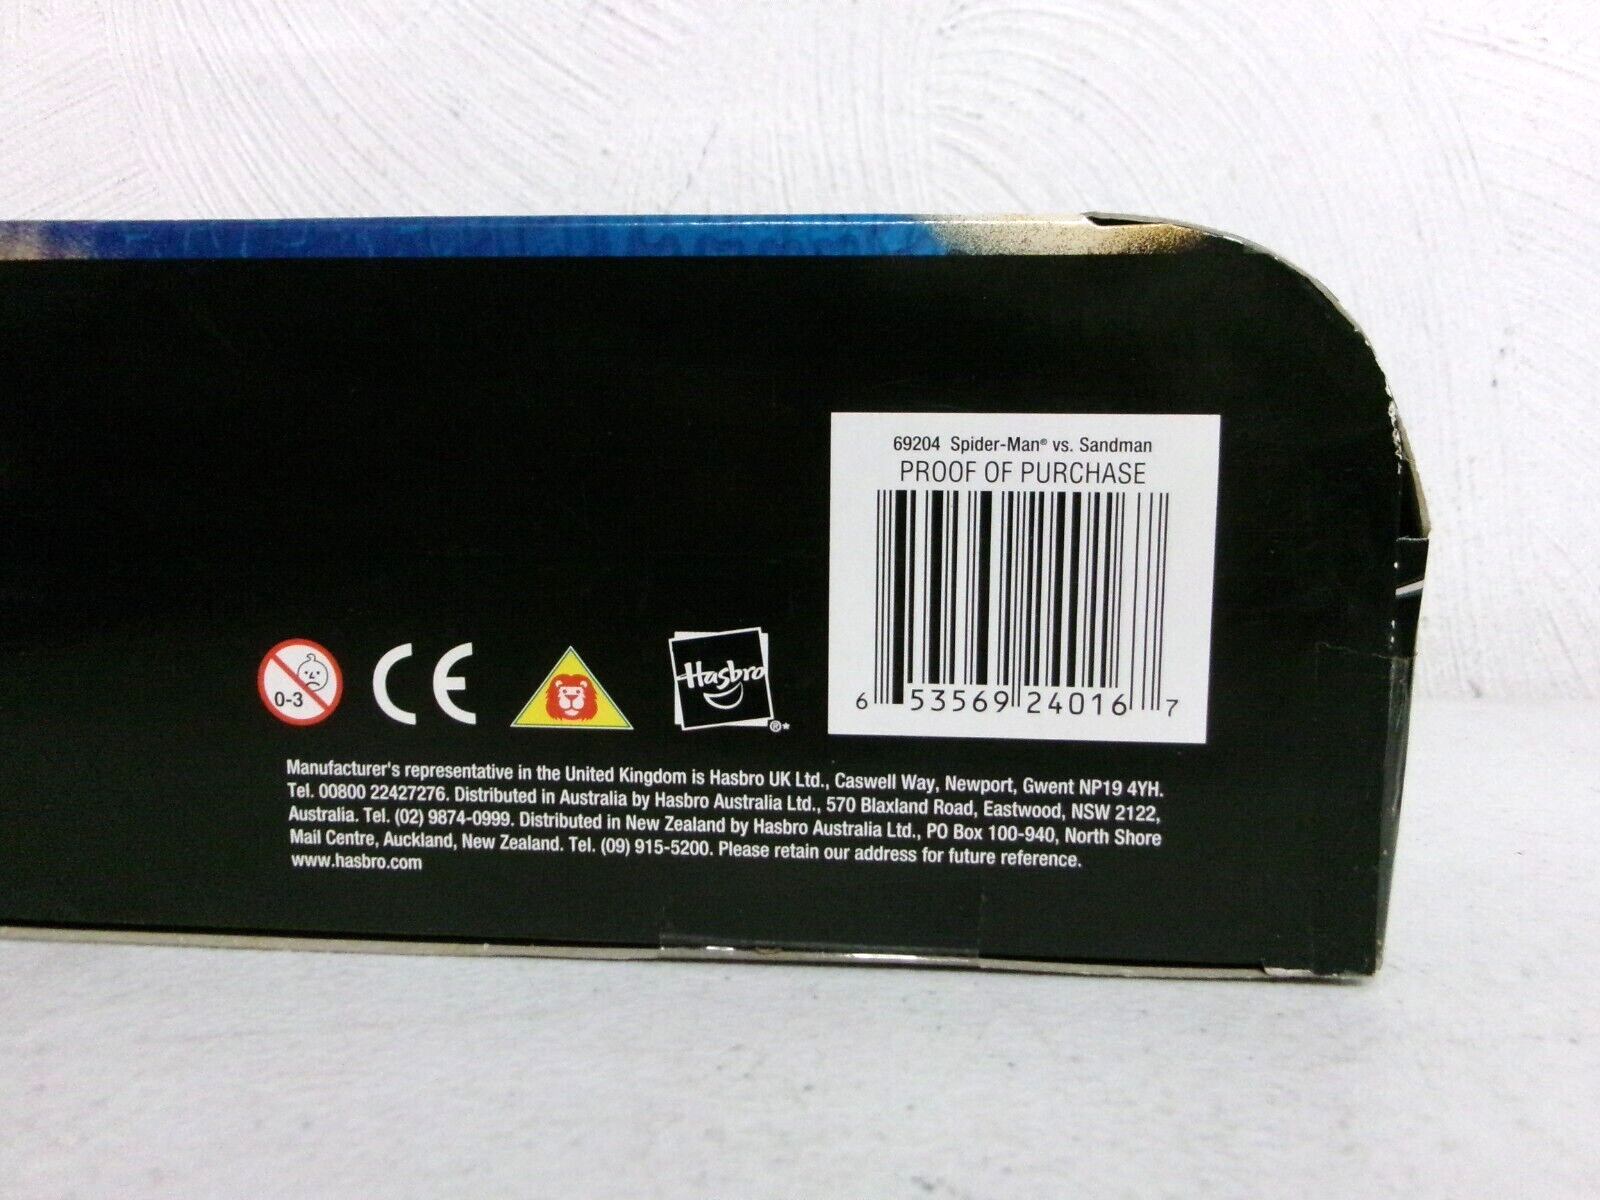 69204 Spider-Man® vs. Sandman
PROOF OF PURCHASE
6 53569 24016 7
0-3
CE
Hasbro
®*
Manufacturer's representative in the United Kingdom is Hasbro UK Ltd., Caswell Way, Newport, Gwent NP19 4YH.
Tel. 00800 22427276. Distributed in Australia by Hasbro Australia Ltd., 570 Blaxland Road, Eastwood, NSW 2122,
Australia. Tel. (02) 9874-0999. Distributed in New Zealand by Hasbro Australia Ltd., PO Box 100-940, North Shore
Mail Centre, Auckland, New Zealand. Tel. (09) 915-5200. Please retain our address for future reference.
www.hasbro.com